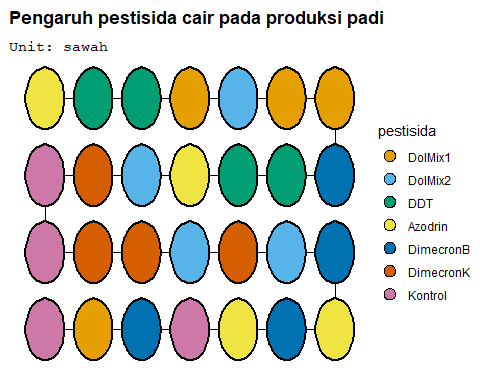 Pengaruh pestisida cair pada produksi padi
Unit: sawah
pestisida
DolMix1
DolMix2
DDT
Azodrin
DimecronB
DimecronK
Kontrol